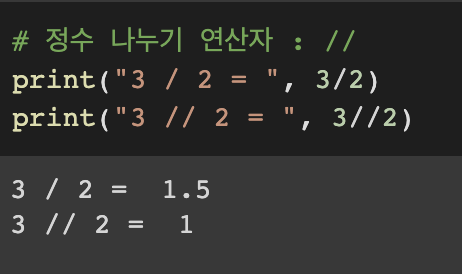 # 정수 나누기 연산자 : //
print("3 / 2 = ", 3/2)
print("3 // 2 = ", 3//2)
3 / 2 =  1.5
3 // 2 =  1